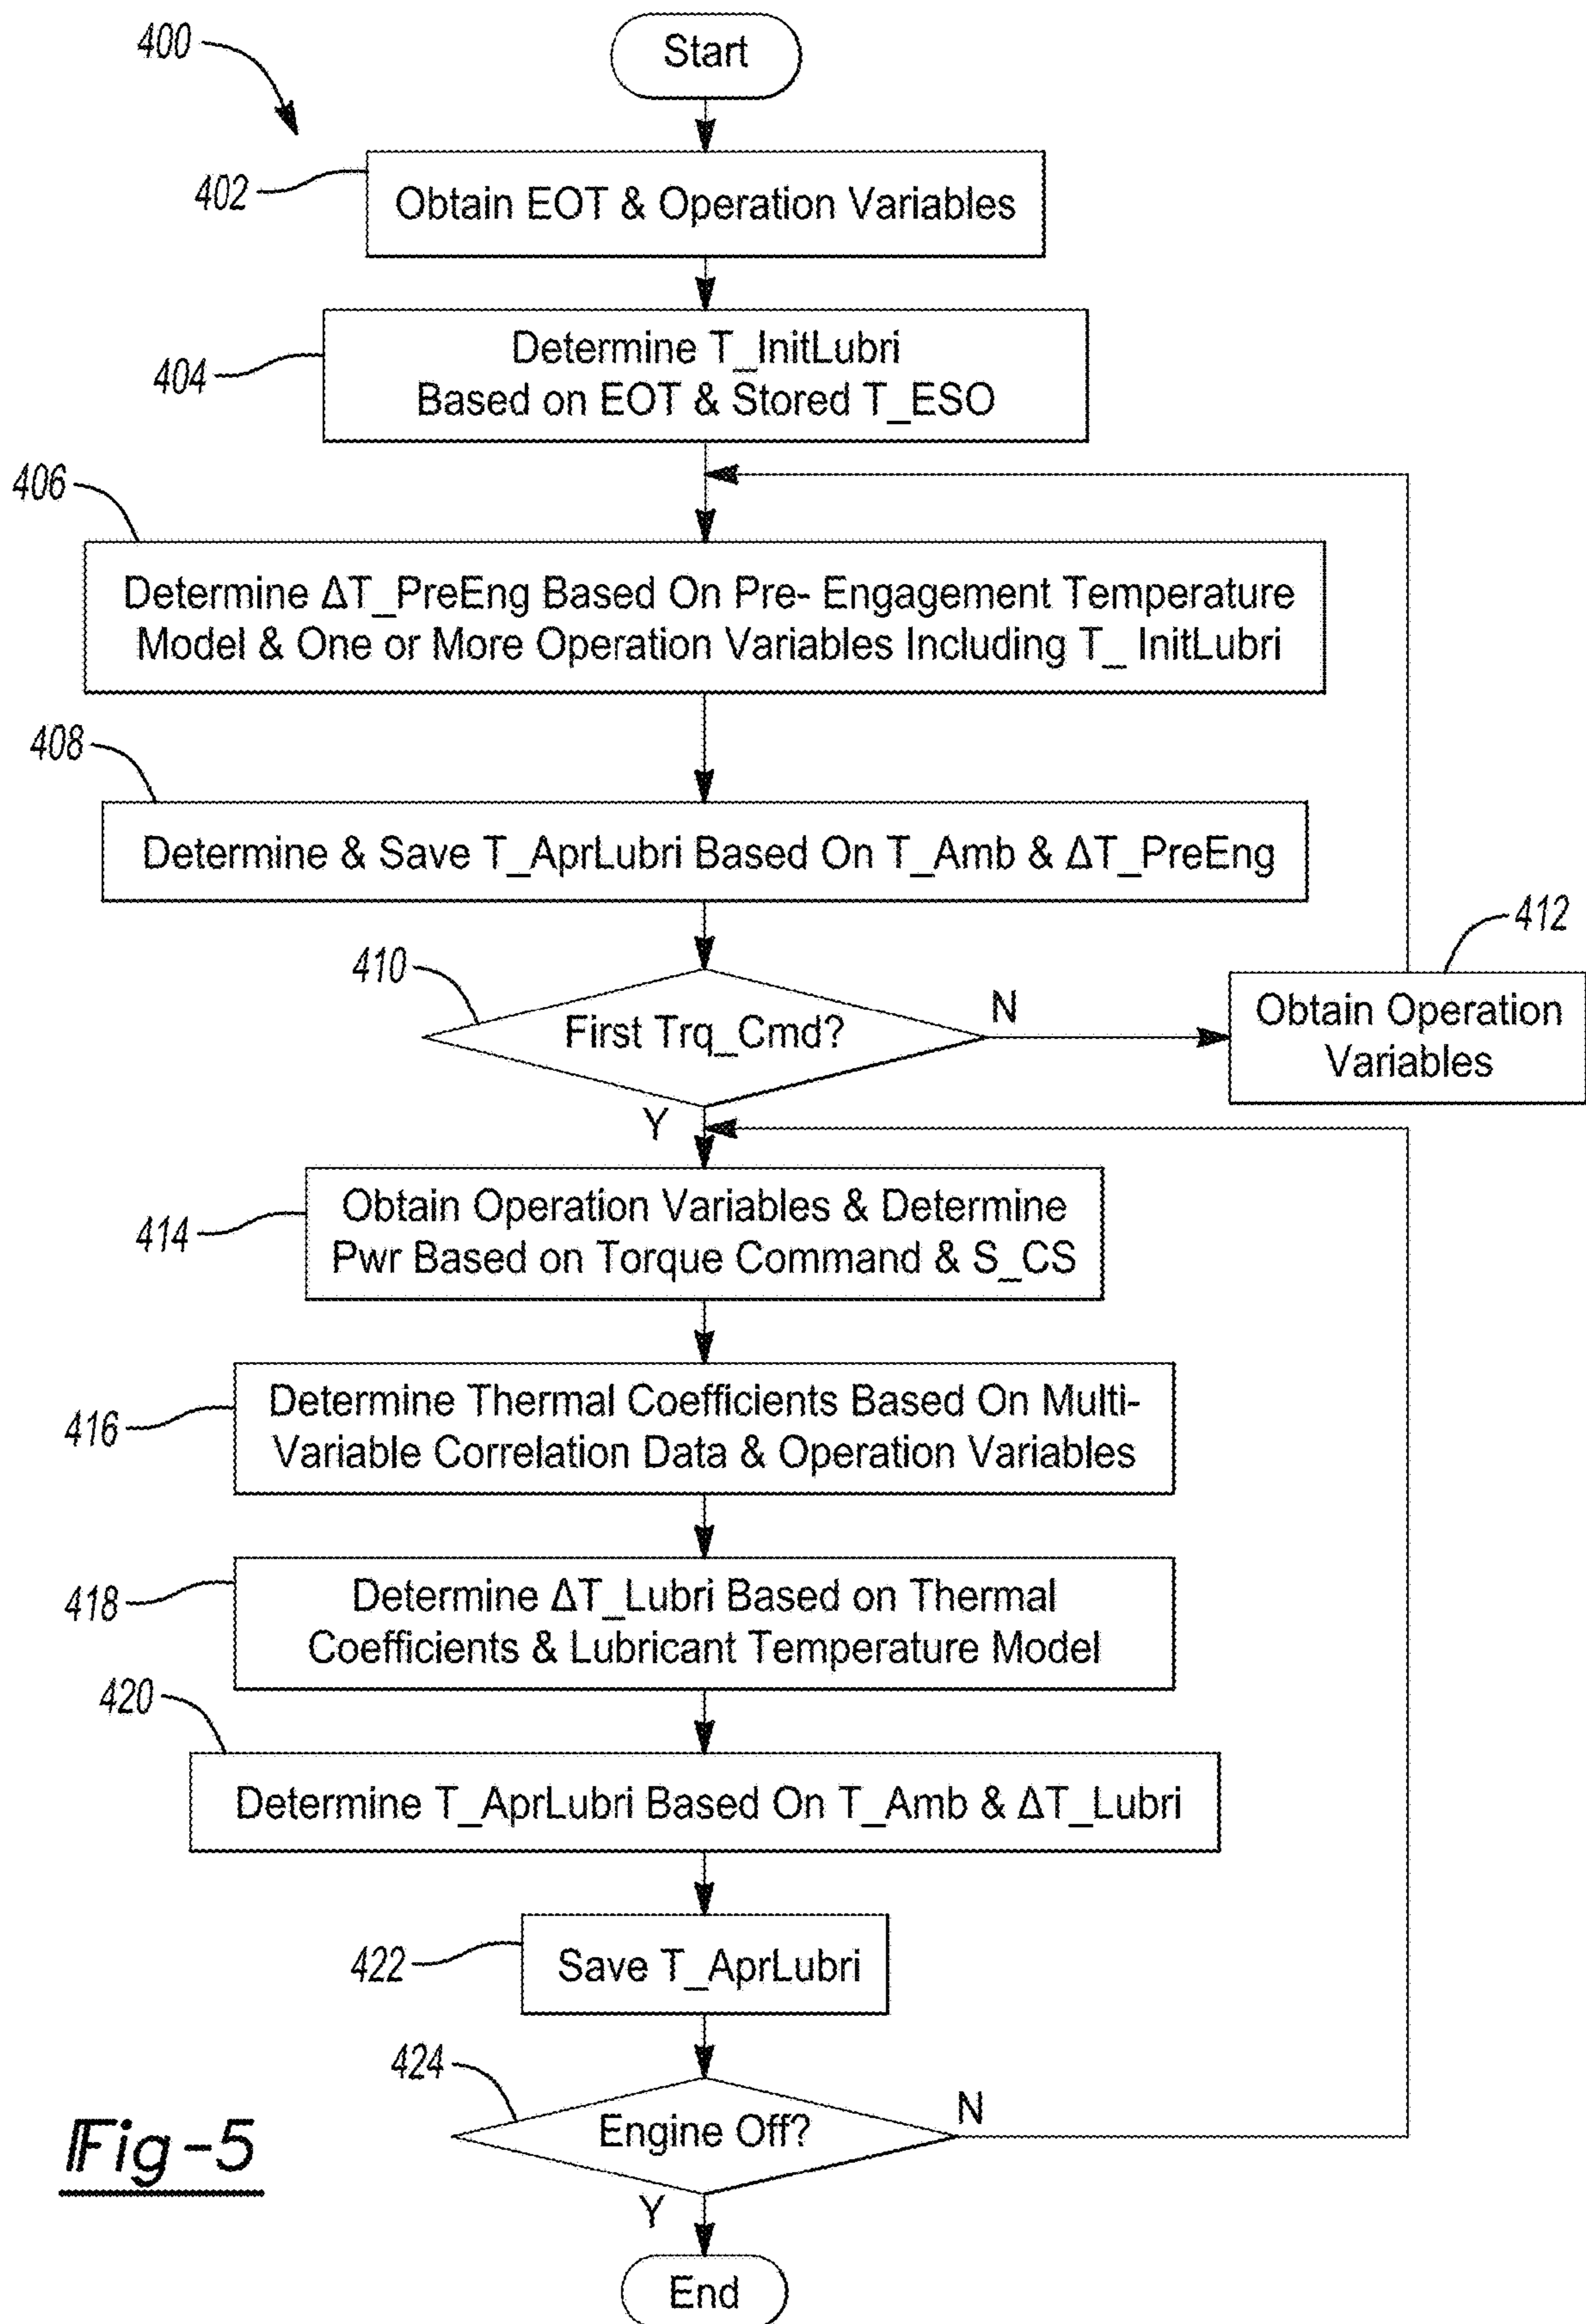 400
Start
402
Obtain EOT & Operation Variables
404
Determine T_InitLubri
Based on EOT & Stored T_ESO
406
Determine ΔT_PreEng Based On Pre- Engagement Temperature
Model & One or More Operation Variables Including T_ InitLubri
408
Determine & Save T_AprLubri Based On T_Amb & ΔT_PreEng
410
First Trq_Cmd?
N
412
Obtain Operation
Variables
Y
414
Obtain Operation Variables & Determine
Pwr Based on Torque Command & S_CS
416
Determine Thermal Coefficients Based On Multi-
Variable Correlation Data & Operation Variables
418
Determine ΔT_Lubri Based on Thermal
Coefficients & Lubricant Temperature Model
420
Determine T_AprLubri Based On T_Amb & ΔT_Lubri
422
Save T_AprLubri
424
Engine Off?
N
Y
End
Fig-5